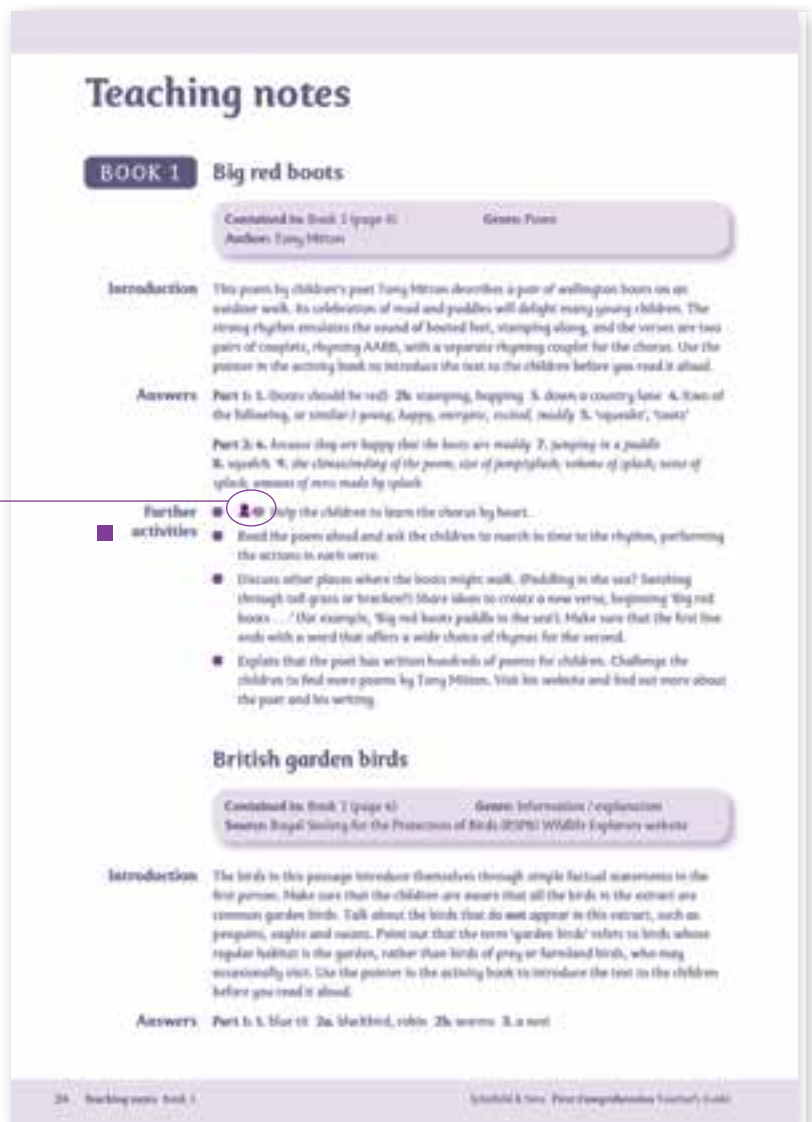 Teaching notes
BOOK 1 Big red boots
Contained in: Book 1 (page 4) Genre: Poem
Author: Tony Mitton
Introduction This poem by children's poet Tony Mitton describes a pair of wellington boots on an
outdoor walk. Its celebration of mud and puddles will delight many young children. The
strong rhythm emulates the sound of booted feet, stamping along, and the verses are two
pairs of couplets, rhyming AABB, with a separate rhyming couplet for the chorus. Use the
pointer in the activity book to introduce the text to the children before you read it aloud.
Answers Part 1: 1. (boots should be red) 2b. stamping, hopping 3. down a country lane 4. (two of
the following, or similar:) young, happy, energetic, excited, muddy 5. 'squeaks',
Part 2: 6. because they are happy that the boots are muddy 7. jumping in a puddle
8. squelch 9. the climax/ending of the poem; size of jump/splash; volume of splash; noise of
splash; amount of mess made by splash
Further Help the children to learn the chorus by heart.
activities Read the poem aloud and ask the children to march in time to the rhythm, performing
the actions in each verse.
Discuss other places where the boots might walk. (Paddling in the sea? Swishing
through tall grass or bracken?) Share ideas to create a new verse, beginning 'Big red
boots . . .' (for example, 'Big red boots paddle in the sea'). Make sure that the first line
ends with a word that offers a wide choice of rhymes for the second.
Explain that the poet has written hundreds of poems for children. Challenge the
children to find more poems by Tony Mitton. Visit his website and find out more about
the poet and his writing.
British garden birds
Contained in: Book 1 (page 6) Genre: Information / explanation
Source: Royal Society for the Protection of Birds (RSPB) Wildlife Explorers website
Introduction The birds in this passage introduce themselves through simple factual statements in the
first person. Make sure that the children are aware that all the birds in the extract are
common garden birds. Talk about the birds that do not appear in this extract, such as
penguins, eagles and swans. Point out that the term 'garden birds' refers to birds whose
regular habitat is the garden, rather than birds of prey or farmland birds, who may
occasionally visit. Use the pointer in the activity book to introduce the text to the children
before you read it aloud.
Answers Part 1: 1. blue tit 2a. blackbird, robin 2b. worms 3. a nest
24 Teaching notes Book 1 Schofield & Sims First Comprehension Teacher's Guide